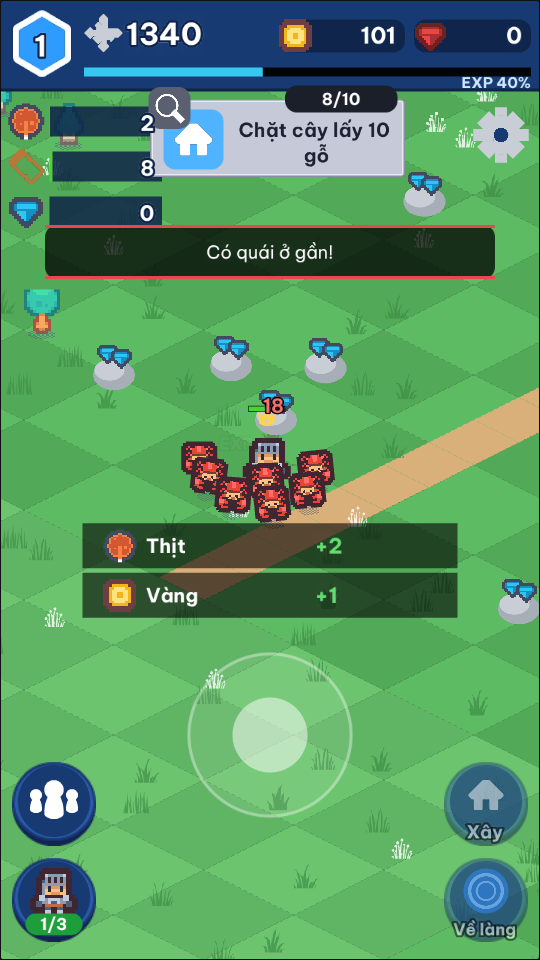 1
1340
101
0
EXP 40%
8/10
Chặt cây lấy 10
gỗ
2
8
0
Có quái ở gần!
18
Thịt +2
Vàng +1
Xây
1/3
Về làng